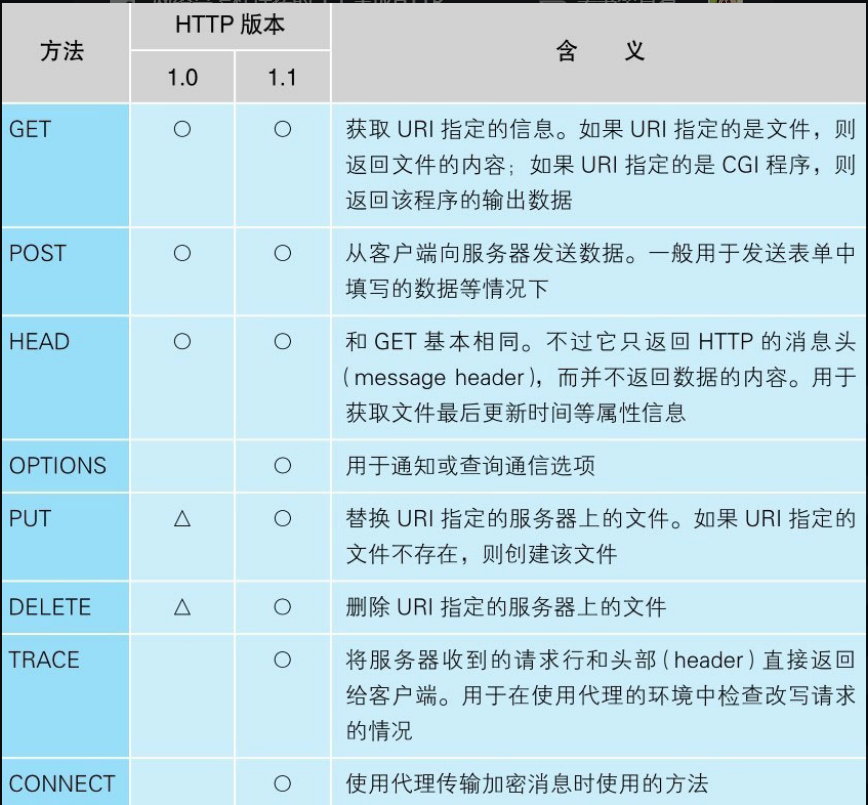 HTTP 版本
方法
含 义
1.0 1.1
GET ○ ○ 获取 URI 指定的信息。如果 URI 指定的是文件，则
返回文件的内容；如果 URI 指定的是 CGI 程序，则
返回该程序的输出数据
POST ○ ○ 从客户端向服务器发送数据。一般用于发送表单中
填写的数据等情况下
HEAD ○ ○ 和 GET 基本相同。不过它只返回 HTTP 的消息头
（message header），而并不返回数据的内容。用于
获取文件最后更新时间等属性信息
OPTIONS ○ 用于通知或查询通信选项
PUT △ ○ 替换 URI 指定的服务器上的文件。如果 URI 指定的
文件不存在，则创建该文件
DELETE △ ○ 删除 URI 指定的服务器上的文件
TRACE ○ 将服务器收到的请求行和头部（header）直接返回
给客户端。用于在使用代理的环境中检查改写请求
的情况
CONNECT ○ 使用代理传输加密消息时使用的方法